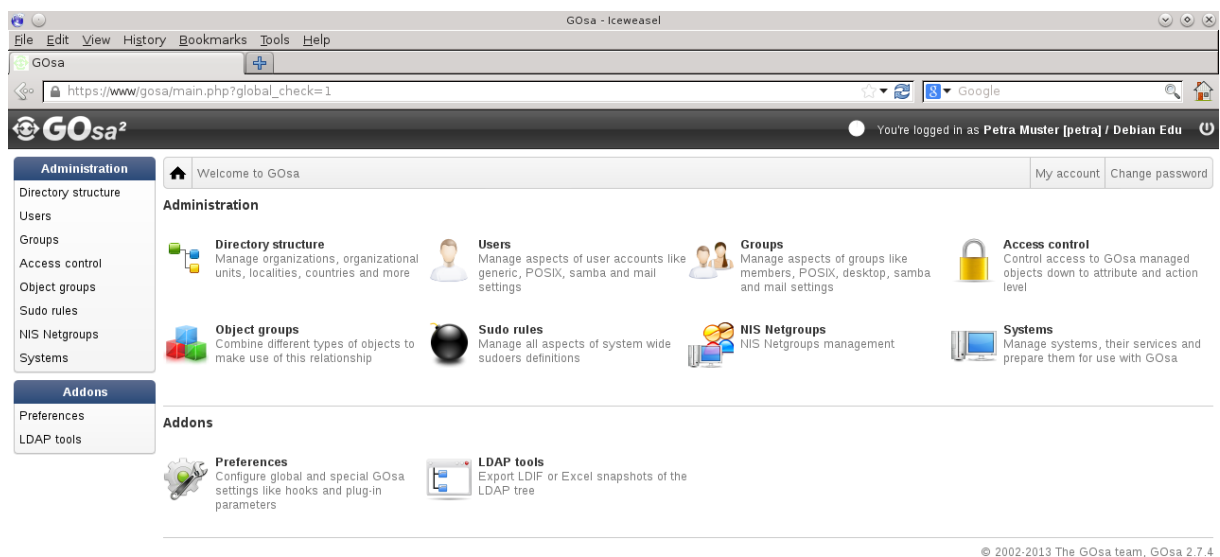 GOsa - Iceweasel
File Edit View History Bookmarks Tools Help
GOsa
https://www/gosa/main.php?global_check=1
Google
GOsa²
You're logged in as Petra Muster [petra] / Debian Edu
Administration
Directory structure
Users
Groups
Access control
Object groups
Sudo rules
NIS Netgroups
Systems
Addons
Preferences
LDAP tools
Welcome to GOsa
My account
Change password
Administration
Directory structure
Manage organizations, organizational
units, localities, countries and more
Users
Manage aspects of user accounts like
generic, POSIX, samba and mail
settings
Groups
Manage aspects of groups like
members, POSIX, desktop, samba
and mail settings
Access control
Control access to GOsa managed
objects down to attribute and action
level
Object groups
Combine different types of objects to
make use of this relationship
Sudo rules
Manage all aspects of system wide
sudoers definitions
NIS Netgroups
NIS Netgroups management
Systems
Manage systems, their services and
prepare them for use with GOsa
Addons
Preferences
Configure global and special GOsa
settings like hooks and plug-in
parameters
LDAP tools
Export LDIF or Excel snapshots of the
LDAP tree
© 2002-2013 The GOsa team, GOsa 2.7.4